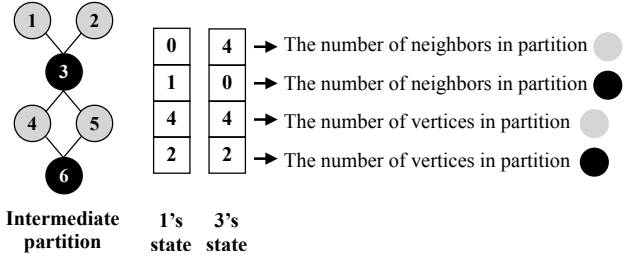 1 2
3
4 5
6
Intermediate
partition
0 4
1 0
4 4
2 2
1's 3's
state state
The number of neighbors in partition
The number of neighbors in partition
The number of vertices in partition
The number of vertices in partition